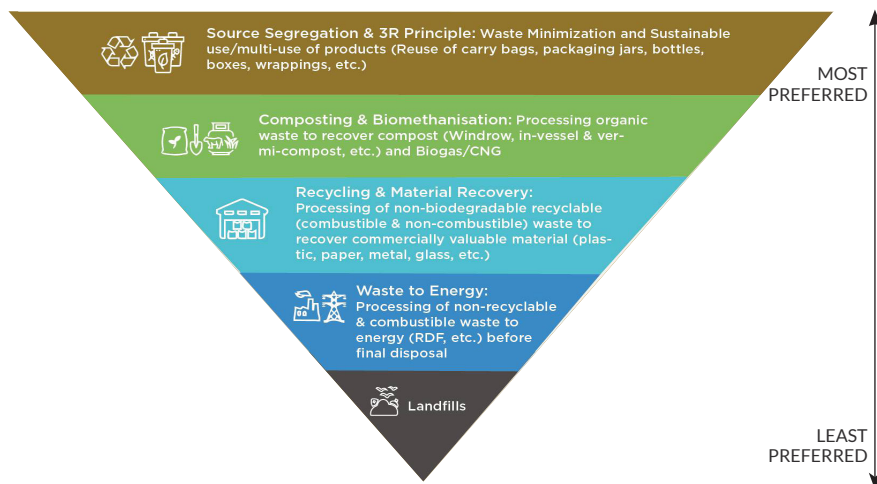 Source Segregation & 3R Principle: Waste Minimization and Sustainable
use/multi-use of products (Reuse of carry bags, packaging jars, bottles,
boxes, wrappings, etc.)
MOST
PREFERRED
Composting & Biomethanisation: Processing organic
waste to recover compost (Windrow, in-vessel & ver-
mi-compost, etc.) and Biogas/CNG
Recycling & Material Recovery:
Processing of non-biodegradable recyclable
(combustible & non-combustible) waste to
recover commercially valuable material (plas-
tic, paper, metal, glass, etc.)
Waste to Energy:
Processing of non-recyclable
& combustible waste to
energy (RDF, etc.) before
final disposal
Landfills
LEAST
PREFERRED